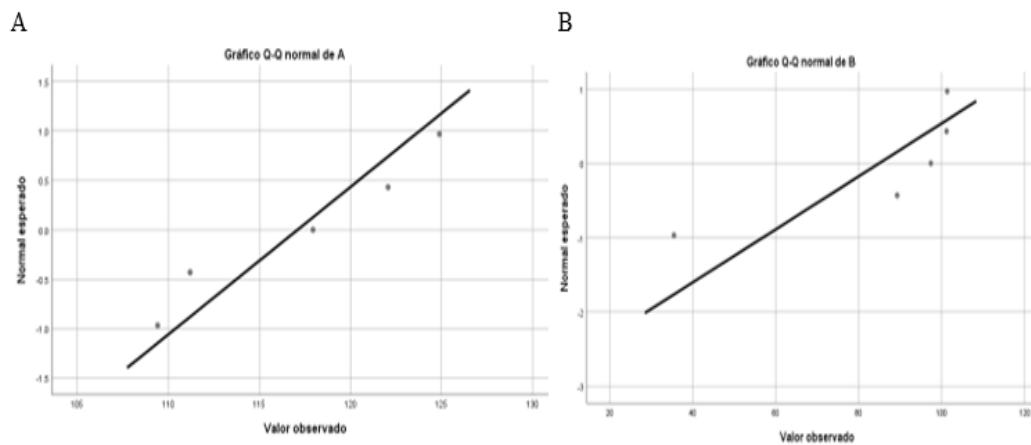 A
B
Gráfico Q-Q normal de A
Normal esperado
1.5
1.0
0.5
0.0
-0.5
-1.0
-1.5
105 110 115 120 125 130
Valor observado
Gráfico Q-Q normal de B
Normal esperado
1
0
-1
-2
-3
20 40 60 80 100 120
Valor observado